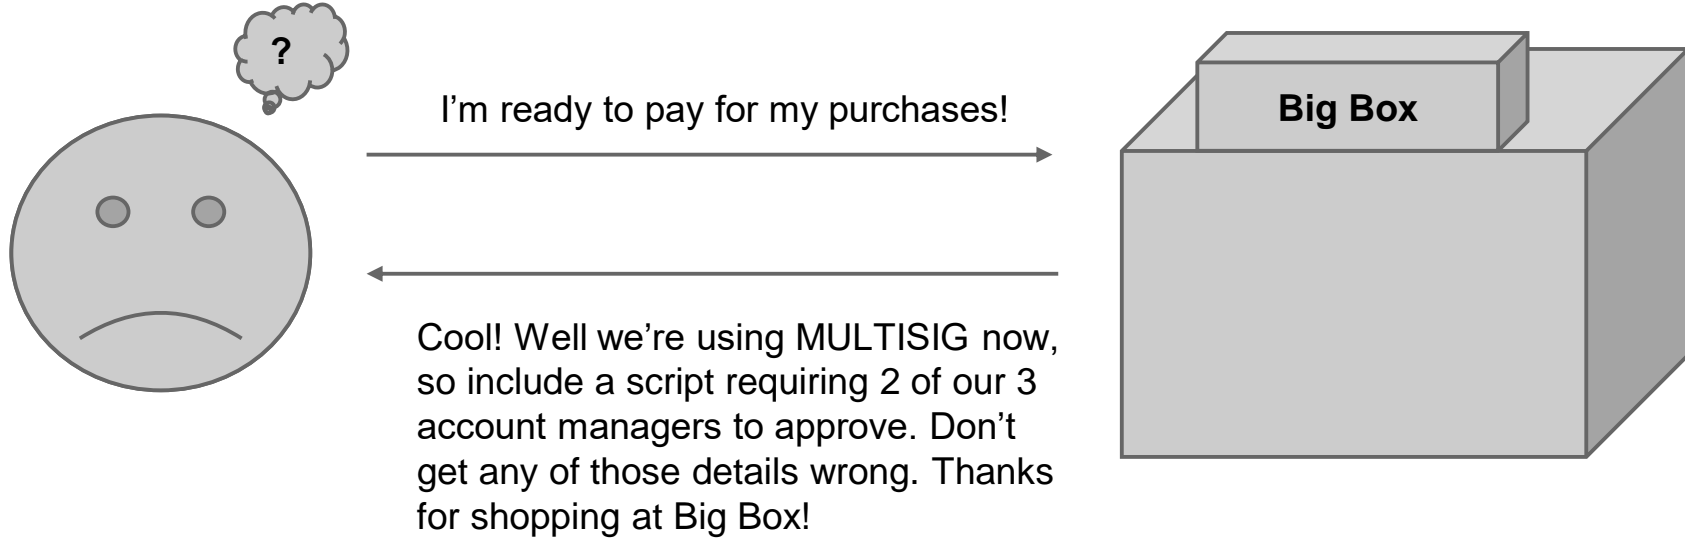 ?
I’m ready to pay for my purchases!
Big Box
Cool! Well we’re using MULTISIG now,
so include a script requiring 2 of our 3
account managers to approve. Don’t
get any of those details wrong. Thanks
for shopping at Big Box!